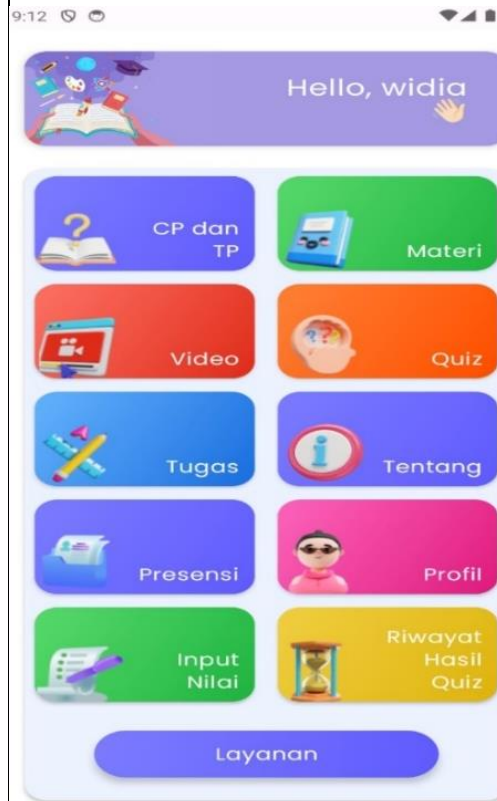 9:12
Hello, widia
CP dan
TP
Materi
Video
Quiz
Tugas
Tentang
Presensi
Profil
Input
Nilai
Riwayat
Hasil
Quiz
Layanan